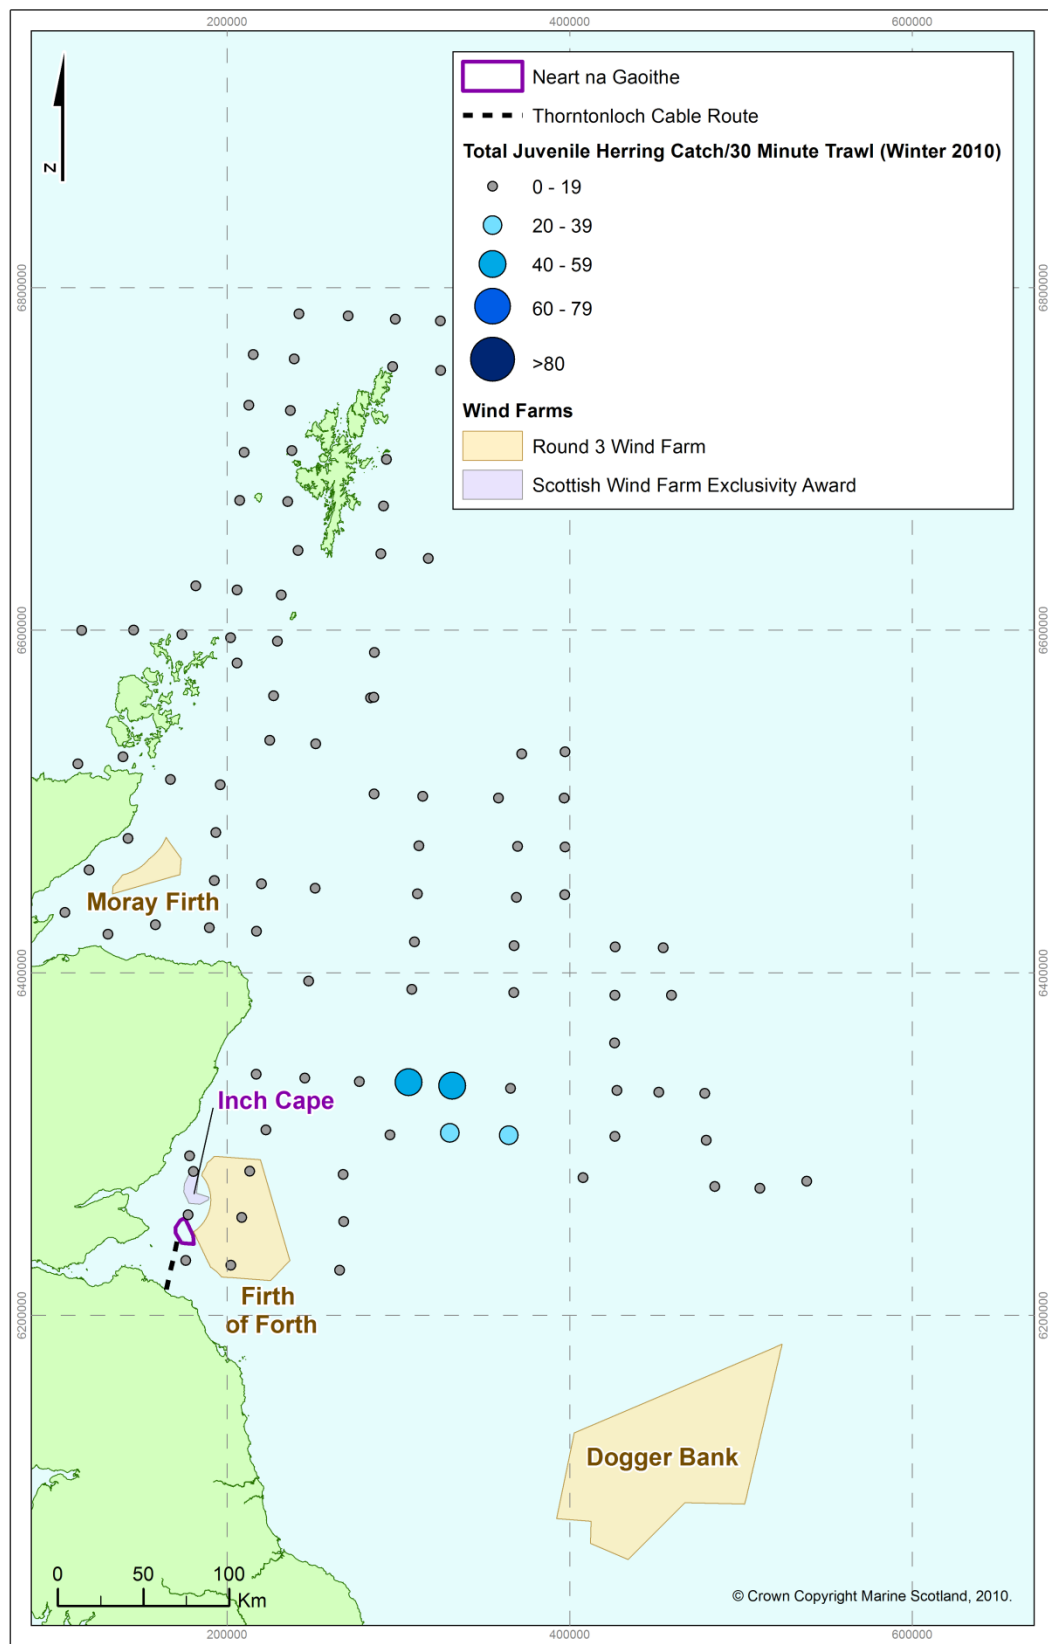 200000
400000
600000
N
Neart na Gaoithe
Thorntonloch Cable Route
Total Juvenile Herring Catch/30 Minute Trawl (Winter 2010)
0 - 19
20 - 39
40 - 59
60 - 79
>80
Wind Farms
Round 3 Wind Farm
Scottish Wind Farm Exclusivity Award
6800000
6800000
6600000
6600000
Moray Firth
6400000
6400000
Inch Cape
Firth
of Forth
6200000
6200000
Dogger Bank
0
50
100
Km
© Crown Copyright Marine Scotland, 2010.
200000
400000
600000